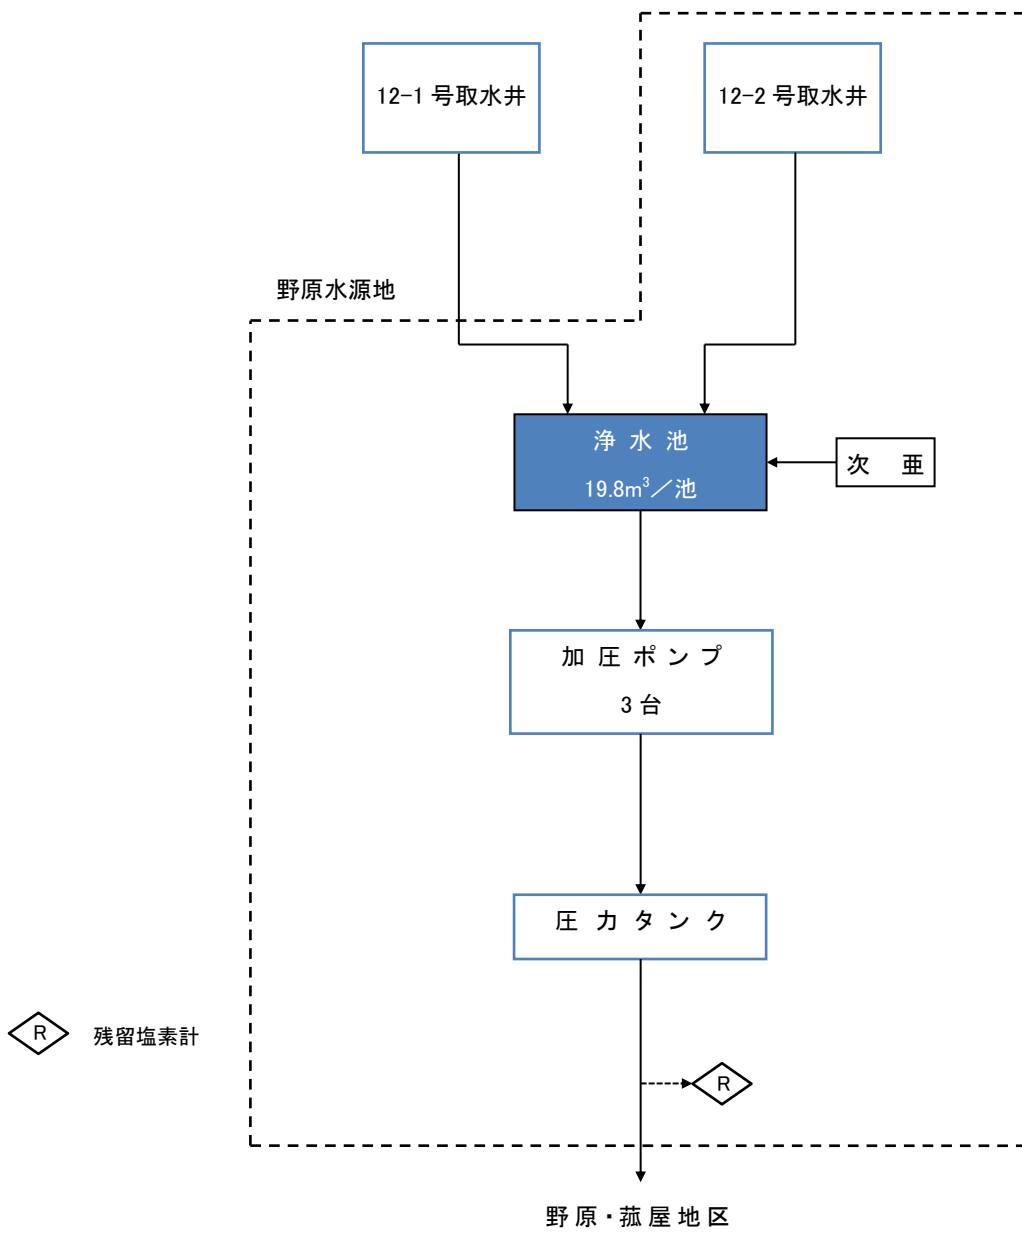 12-1 号取水井
12-2 号取水井
野原水源地
浄 水 池
19.8m³／池
次 亜
加 圧 ポ ン プ
3 台
圧 力 タ ン ク
R 残留塩素計
R
野 原・菰 屋 地 区